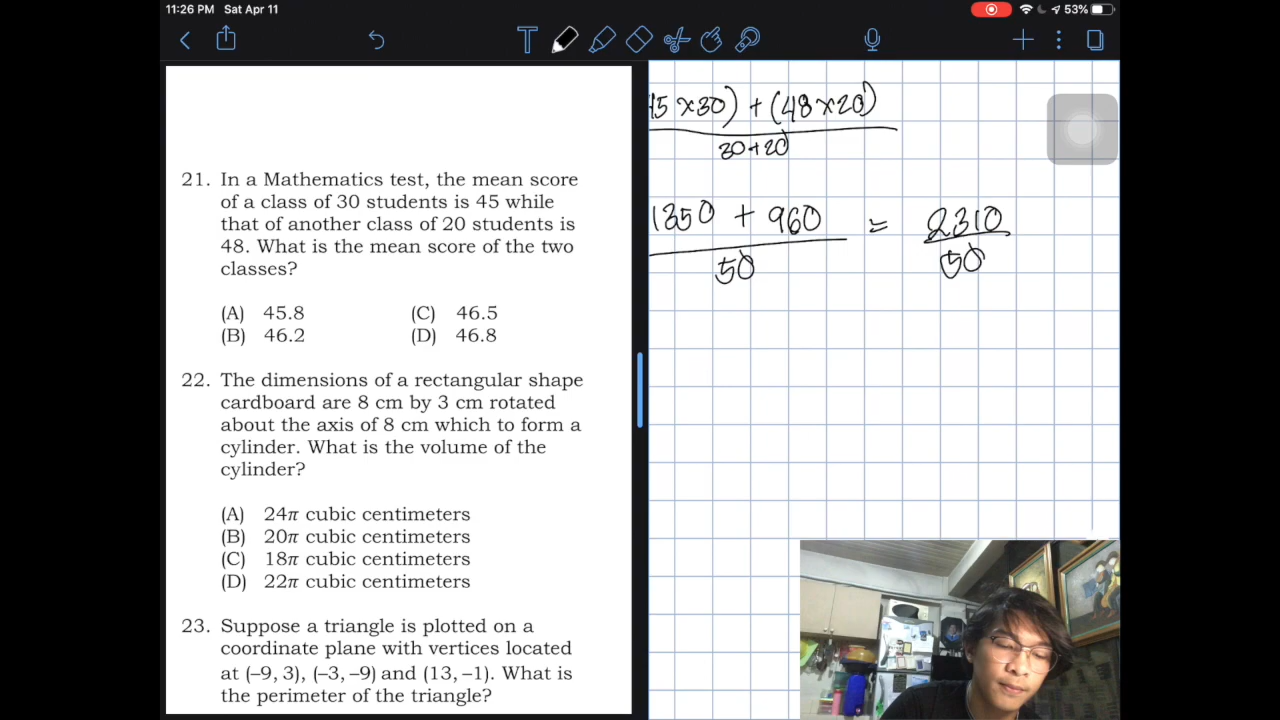 11:26 PM Sat Apr 11
53%
T
21. In a Mathematics test, the mean score
of a class of 30 students is 45 while
that of another class of 20 students is
48. What is the mean score of the two
classes?
(A) 45.8 (C) 46.5
(B) 46.2 (D) 46.8
22. The dimensions of a rectangular shape
cardboard are 8 cm by 3 cm rotated
about the axis of 8 cm which to form a
cylinder. What is the volume of the
cylinder?
(A) 24π cubic centimeters
(B) 20π cubic centimeters
(C) 18π cubic centimeters
(D) 22π cubic centimeters
23. Suppose a triangle is plotted on a
coordinate plane with vertices located
at (–9, 3), (–3, –9) and (13, –1). What is
the perimeter of the triangle?
45 x30) + (48 x20)
30+20
1350 + 960 = 2310
50 50